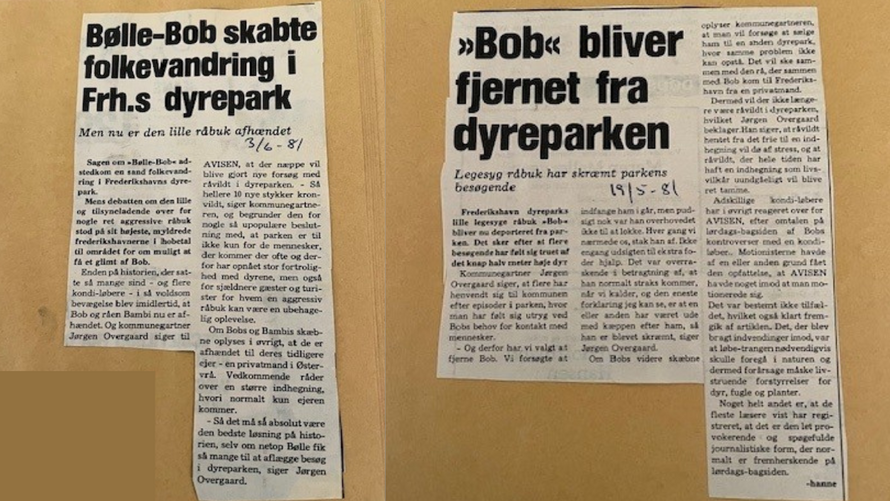 Bølle-Bob skabte
folkevandring i
Frh.s dyrepark
Men nu er den lille råbuk afhændet
3/6-81
Sagen om »Bølle-Bob« ad-
stedkom en sand folkevand-
ring i Frederikshavns dyre-
park.
Mens debatten om den lille
og tilsyneladende over for
nogle ret aggressive råbuk
stod på sit højeste, myldrede
frederikshavnerne i hobetal
til området for om muligt at
få et glimt af Bob.
Enden på historien, der sat-
te så mange sind - og flere
kondi-løbere - i så voldsom
bevægelse blev imidlertid, at
Bob og råen Bambi nu er af-
hændet. Og kommunegartner
Jørgen Overgaard siger til
AVISEN, at der næppe vil
blive gjort nye forsøg med
råvildt i dyreparken. - Så
hellere 10 nye stykker kron-
vildt, siger kommunegartne-
ren, og begrunder den for
nogle så upopulære beslut-
ning med, at parken er til
ikke kun for de mennesker,
der kommer der ofte og der-
for har opnået stor fortrolig-
hed med dyrene, men også
for sjældnere gæster og turi-
ster for hvem en aggressiv
råbuk kan være en ubehage-
lig oplevelse.
Om Bobs og Bambis skæb-
ne oplyses i øvrigt, at de er
afhændet til deres tidligere
ejer - en privatmand i Øster-
vrå. Vedkommende råder
over en større indhegning,
hvori normalt kun ejeren
kommer.
- Så det må så absolut være
den bedste løsning på histo-
rien, selv om netop Bølle fik
så mange til at aflægge besøg
i dyreparken, siger Jørgen
Overgaard.
»Bob« bliver
fjernet fra
dyreparken
Legesyg råbuk har skræmt parkens
besøgende
19/5-81
Frederikshavn dyreparks
lille legesyge råbuk »Bob«
bliver nu deporteret fra par-
ken. Det sker efter at flere
besøgende har følt sig truet af
det knap halv meter høje dyr
Kommunegartner Jørgen
Overgaard siger, at flere har
henvendt sig til kommunen
efter episoder i parken, hvor
man har følt sig utryg ved
Bobs behov for kontakt med
mennesker.
- Og derfor har vi valgt at
fjerne Bob. Vi forsøgte at
indfange ham i går, men pud-
sigt nok var han overhovedet
ikke til at lokke. Hver gang vi
nærmede os, stak han af. Ikke
engang udsigten til ekstra fo-
der hjalp. Det var overra-
skende i betragtning af, at
han normalt straks kommer,
når vi kalder, og den eneste
forklaring jeg kan se, er at en
eller anden har været ude
med kæppen efter ham, så
han er blevet skræmt, siger
Jørgen Overgaard.
Om Bobs videre skæbne
oplyser kommunegartneren,
at man vil forsøge at sælge
ham til en anden dyrepark,
hvor samme problem ikke
kan opstå. Det vil ske sam-
men med den rå, der sammen
med Bob kom til Frederiks-
havn fra en privatmand.
Dermed vil der ikke længe-
re være råvildt i dyreparken,
hvilket Jørgen Overgaard
beklager. Han siger, at råvildt
hentet fra det frie til en ind-
hegning vil dø af stress, og at
råvildt, der hele tiden har
haft en indhegning som livs-
vilkår uundgåeligt vil blive
ret tamme.
Adskillige kondi-løbere
har i øvrigt reageret over for
AVISEN, efter omtalen på
lørdags-bagsiden af Bobs
kontroverser med en kondi-
løber. Motionisterne havde
af en eller anden grund fået
den opfattelse, at AVISEN
havde noget imod at man mo-
tionerede sig.
Det var bestemt ikke tilfæl-
det, hvilket også klart frem-
gik af artiklen. Det, der blev
bragt indvendinger imod, var
at løbe-trangen nødvendigvis
skulle foregå i naturen og
dermed forårsage måske liv-
struende forstyrrelser for
dyr, fugle og planter.
Noget helt andet er, at de
fleste læsere vist har regi-
streret, at det er den let pro-
vokerende og spøgefulde
journalistiske form, der nor-
malt er fremherskende på
lørdags-bagsiden.
-hanne